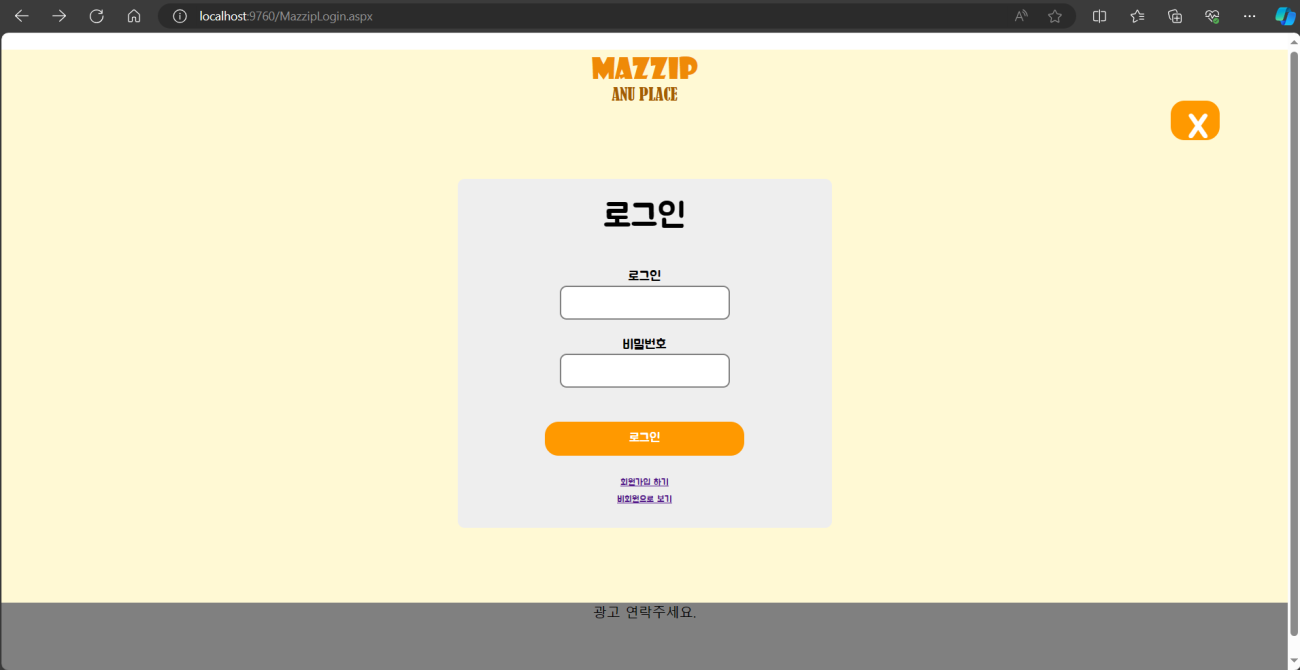 localhost:9760/MazzipLogin.aspx
MAZZIP
ANU PLACE
X
로그인
로그인
비밀번호
로그인
회원가입 하기
비회원으로 보기
광고 연락주세요.